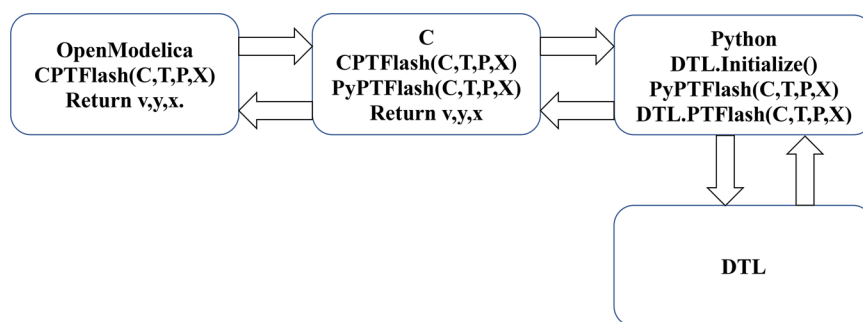 OpenModelica
CPTFlash(C,T,P,X)
Return v,y,x.
C
CPTFlash(C,T,P,X)
PyPTFlash(C,T,P,X)
Return v,y,x
Python
DTL.Initialize()
PyPTFlash(C,T,P,X)
DTL.PTFlash(C,T,P,X)
DTL